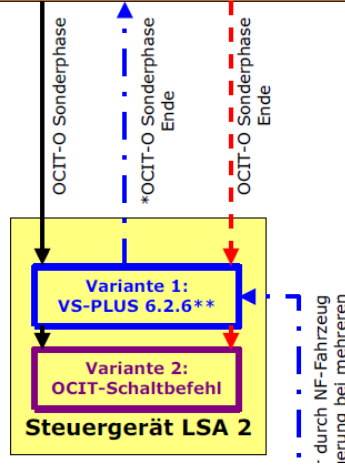 OCIT-O Sonderphase
*OCIT-O Sonderphase
Ende
OCIT-O Sonderphase
Ende
Variante 1:
VS-PLUS 6.2.6**
Variante 2:
OCIT-Schaltbefehl
Steuergerät LSA 2
durch NF-Fahrzeug
gerung bei mehreren